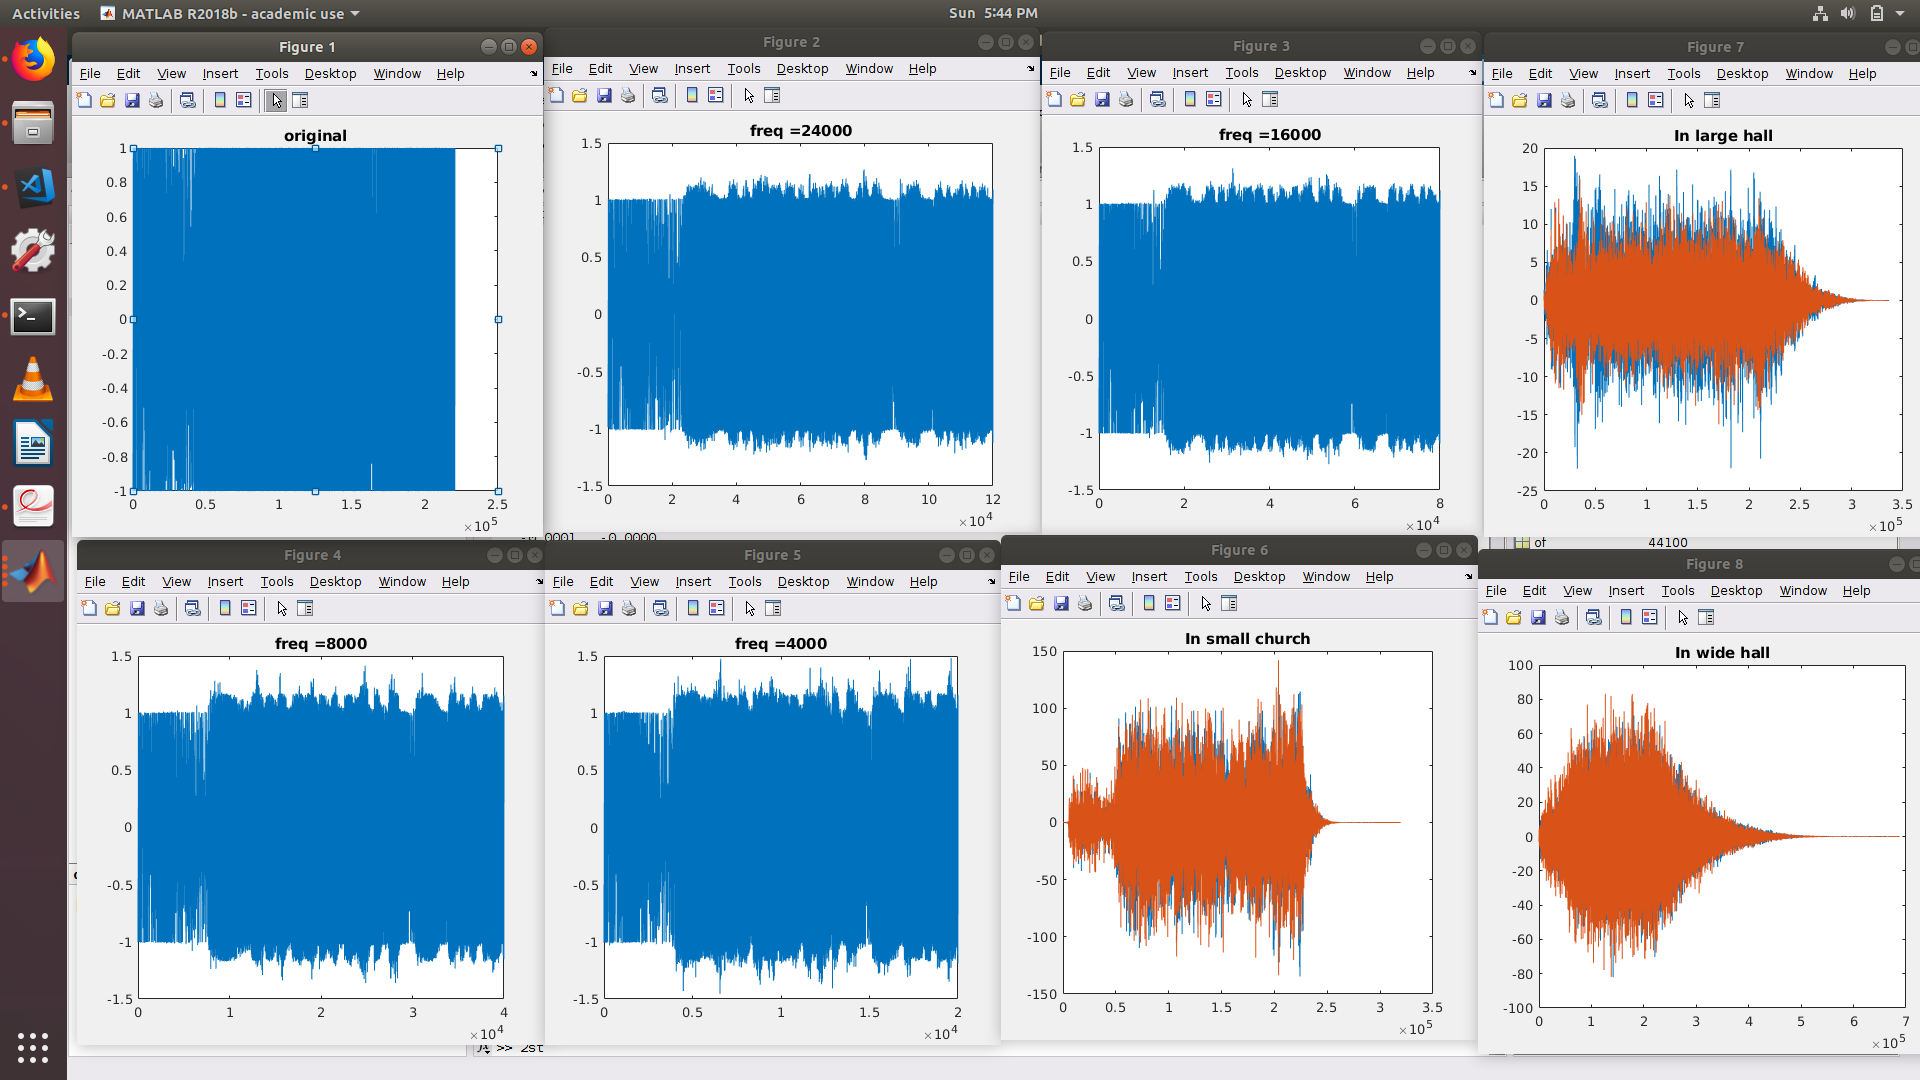 Activities MATLAB R2018b - academic use Sun 5:44 PM
Figure 1
File Edit View Insert Tools Desktop Window Help
original
1
0.8
0.6
0.4
0.2
0
-0.2
-0.4
-0.6
-0.8
-1
0 0.5 1 1.5 2 2.5
×10^5
Figure 2
File Edit View Insert Tools Desktop Window Help
freq =24000
1.5
1
0.5
0
-0.5
-1
-1.5
0 2 4 6 8 10 12
×10^4
Figure 3
File Edit View Insert Tools Desktop Window Help
freq =16000
1.5
1
0.5
0
-0.5
-1
-1.5
0 2 4 6 8
×10^4
Figure 7
File Edit View Insert Tools Desktop Window Help
In large hall
20
15
10
5
0
-5
-10
-15
-20
-25
0 0.5 1 1.5 2 2.5 3 3.5
×10^5
-0.0001 -0.0000
of 44100
Figure 4
File Edit View Insert Tools Desktop Window Help
freq =8000
1.5
1
0.5
0
-0.5
-1
-1.5
0 1 2 3 4
×10^4
Figure 5
File Edit View Insert Tools Desktop Window Help
freq =4000
1.5
1
0.5
0
-0.5
-1
-1.5
0 0.5 1 1.5 2
×10^4
Figure 6
File Edit View Insert Tools Desktop Window Help
In small church
150
100
50
0
-50
-100
-150
0 0.5 1 1.5 2 2.5 3 3.5
×10^5
Figure 8
File Edit View Insert Tools Desktop Window Help
In wide hall
100
80
60
40
20
0
-20
-40
-60
-80
-100
0 1 2 3 4 5 6 7
×10^5
fx >> 2st